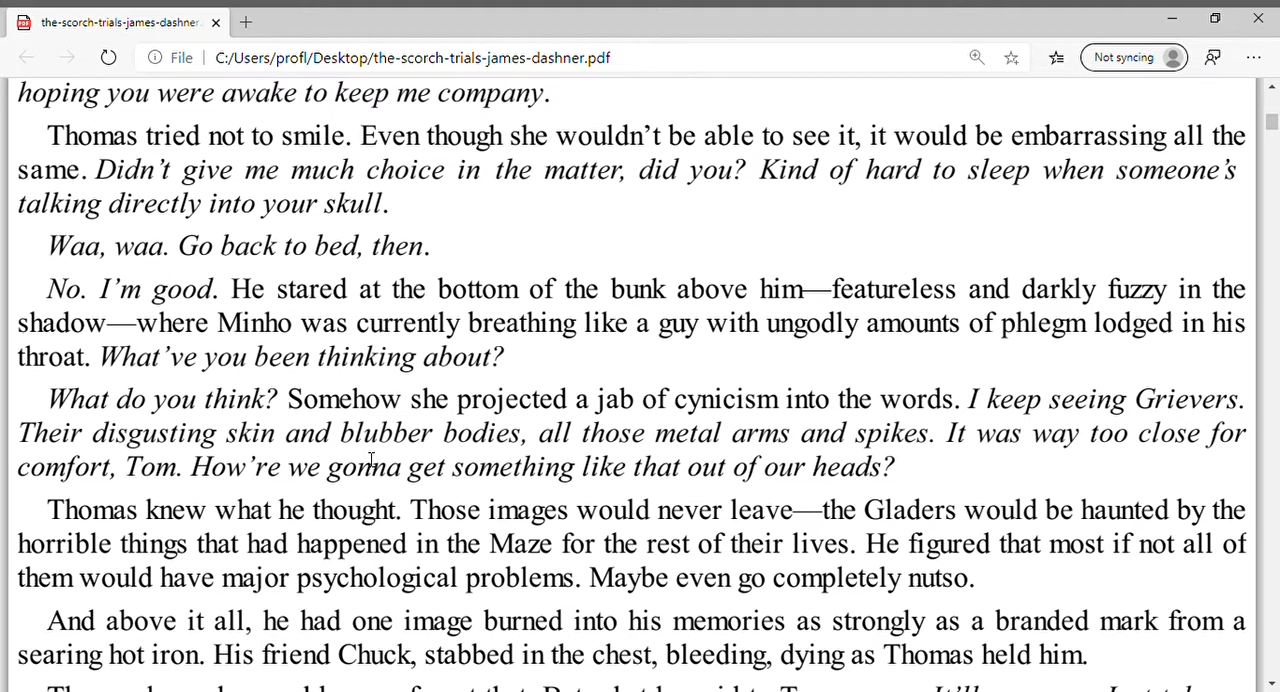 the-scorch-trials-james-dashner
File
C:/Users/profl/Desktop/the-scorch-trials-james-dashner.pdf
Not syncing
hoping you were awake to keep me company.
Thomas tried not to smile. Even though she wouldn’t be able to see it, it would be embarrassing all the
same. Didn’t give me much choice in the matter, did you? Kind of hard to sleep when someone’s
talking directly into your skull.
Waa, waa. Go back to bed, then.
No. I’m good. He stared at the bottom of the bunk above him—featureless and darkly fuzzy in the
shadow—where Minho was currently breathing like a guy with ungodly amounts of phlegm lodged in his
throat. What’ve you been thinking about?
What do you think? Somehow she projected a jab of cynicism into the words. I keep seeing Grievers.
Their disgusting skin and blubber bodies, all those metal arms and spikes. It was way too close for
comfort, Tom. How’re we gonna get something like that out of our heads?
Thomas knew what he thought. Those images would never leave—the Gladers would be haunted by the
horrible things that had happened in the Maze for the rest of their lives. He figured that most if not all of
them would have major psychological problems. Maybe even go completely nutso.
And above it all, he had one image burned into his memories as strongly as a branded mark from a
searing hot iron. His friend Chuck, stabbed in the chest, bleeding, dying as Thomas held him.